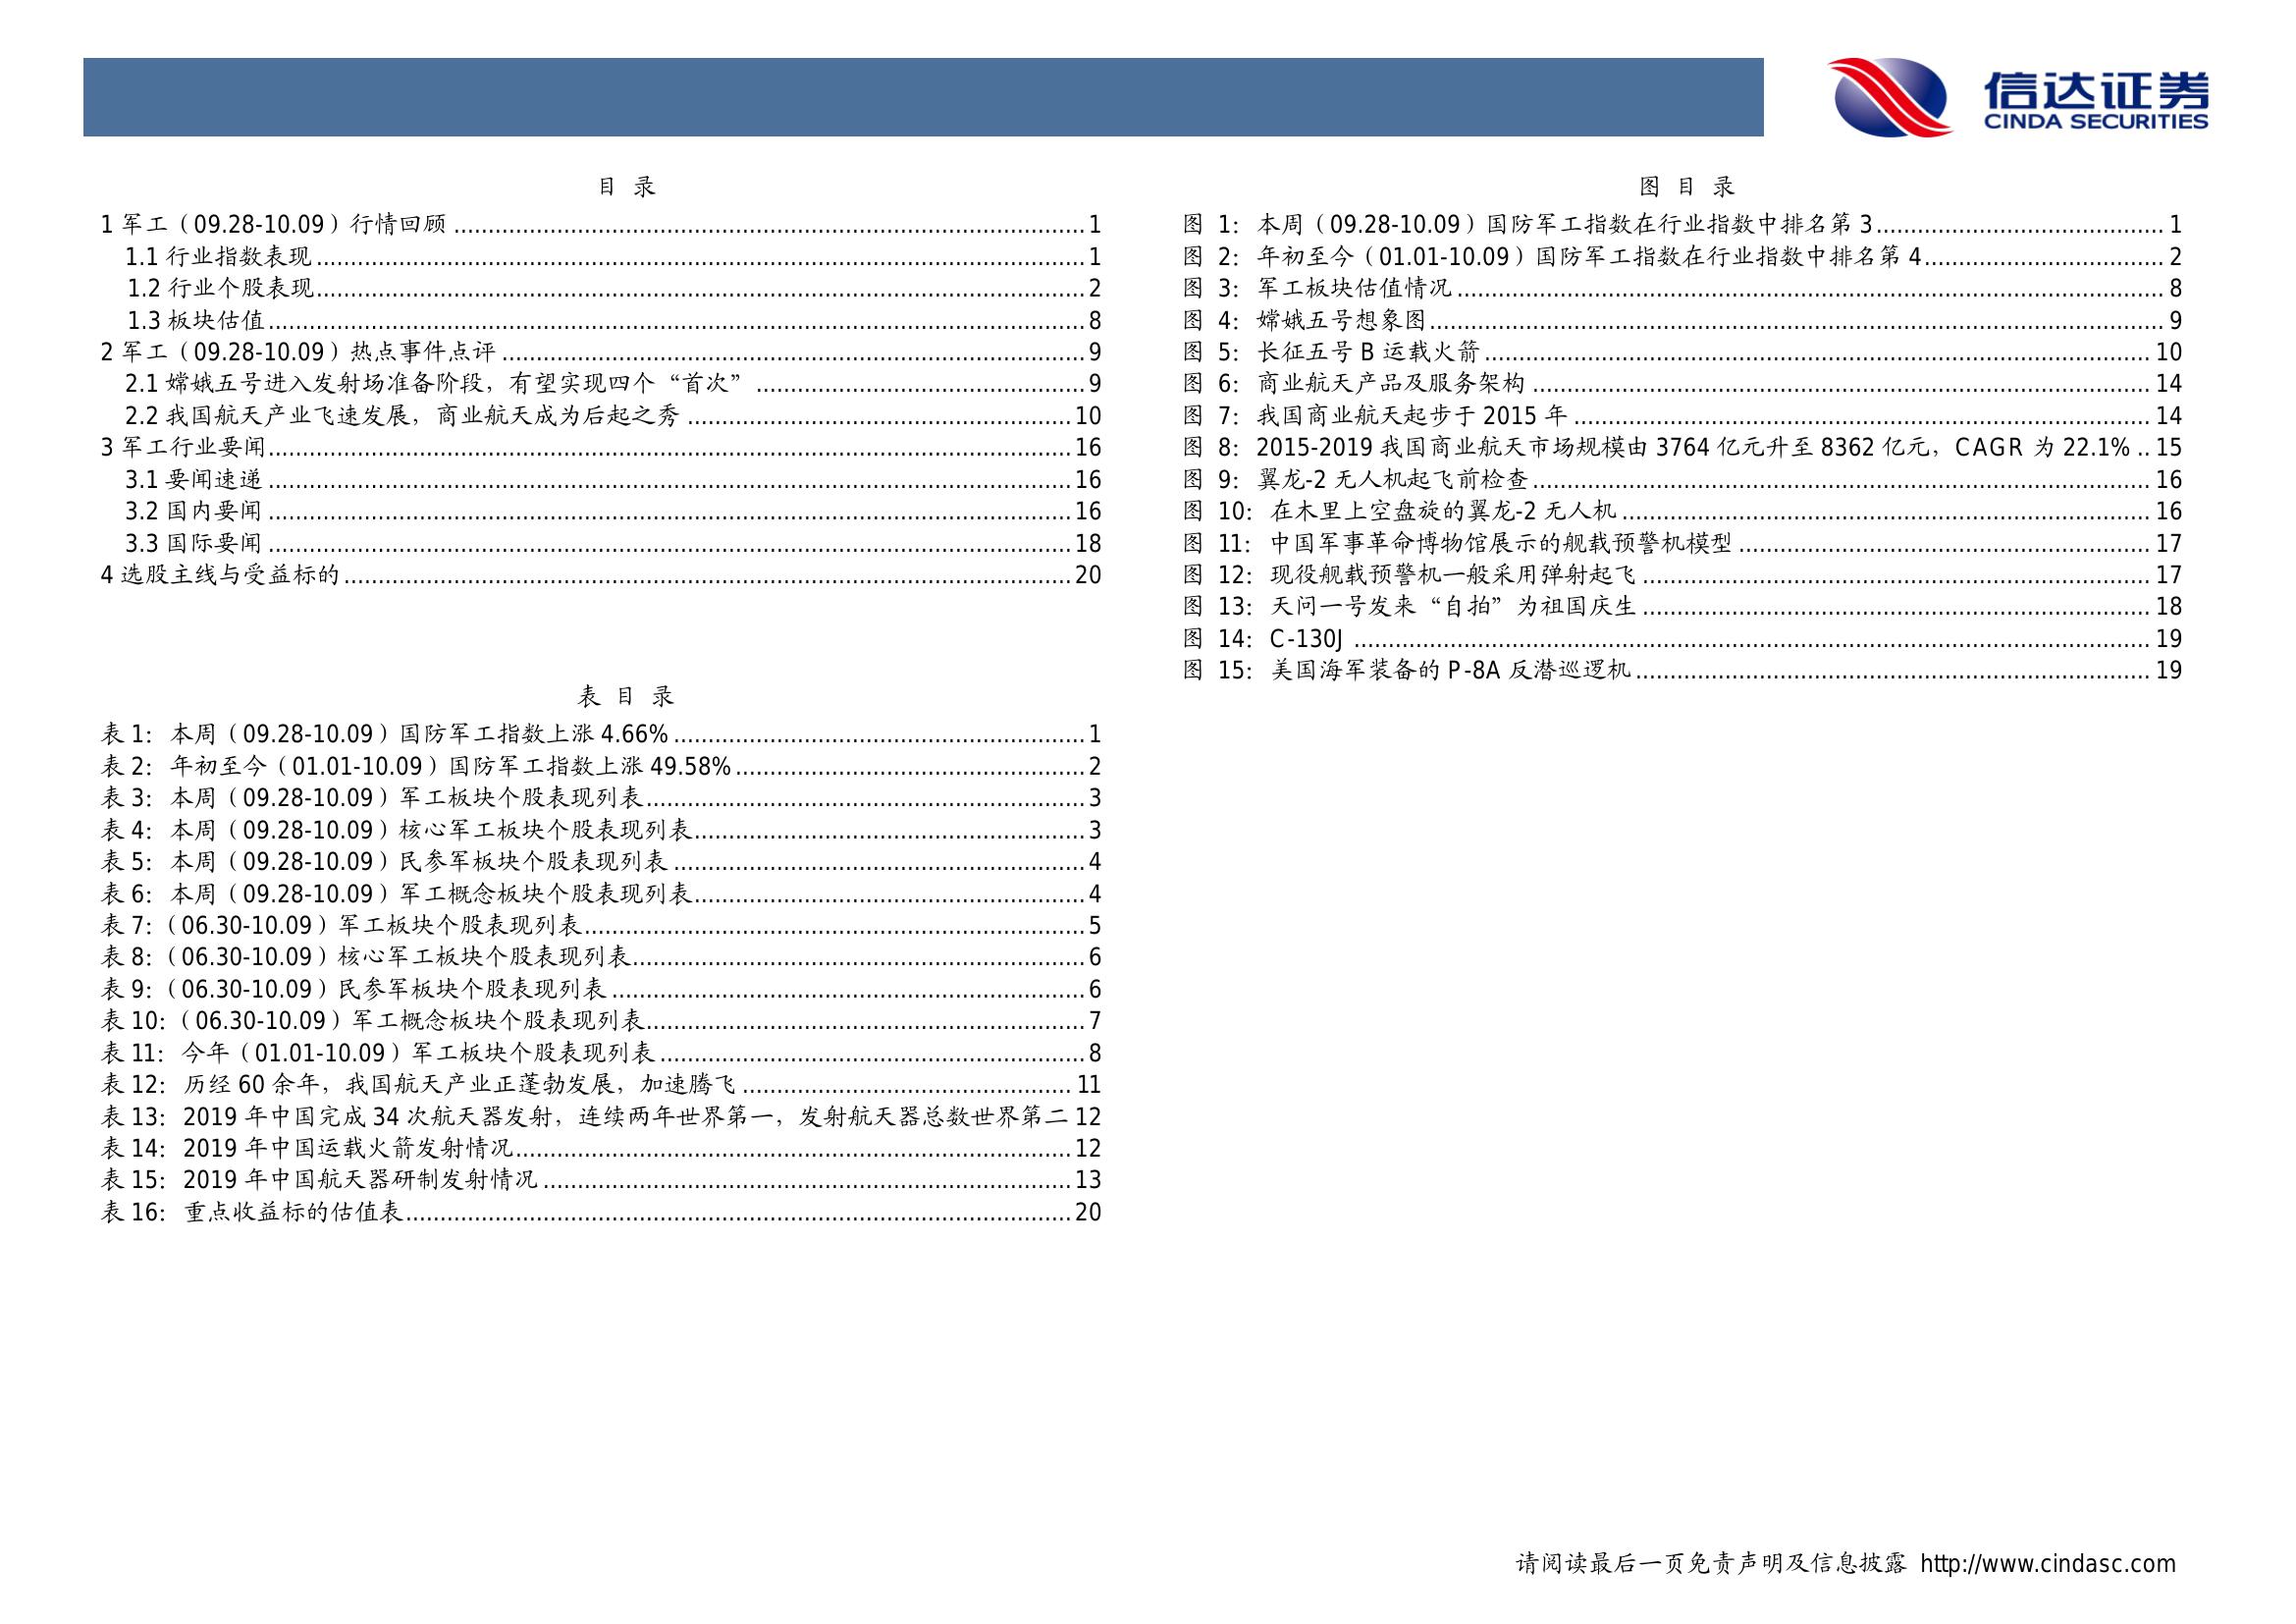 信达证券
CINDA SECURITIES
目 录
1 军工（09.28-10.09）行情回顾 ........ 1
1.1 行业指数表现 ........ 1
1.2 行业个股表现 ........ 2
1.3 板块估值 ........ 8
2 军工（09.28-10.09）热点事件点评 ........ 9
2.1 嫦娥五号进入发射场准备阶段，有望实现四个“首次” ........ 9
2.2 我国航天产业飞速发展，商业航天成为后起之秀 ........ 10
3 军工行业要闻 ........ 16
3.1 要闻速递 ........ 16
3.2 国内要闻 ........ 16
3.3 国际要闻 ........ 18
4 选股主线与受益标的 ........ 20
表 目 录
表 1：本周（09.28-10.09）国防军工指数上涨 4.66% ........ 1
表 2：年初至今（01.01-10.09）国防军工指数上涨 49.58% ........ 2
表 3：本周（09.28-10.09）军工板块个股表现列表 ........ 3
表 4：本周（09.28-10.09）核心军工板块个股表现列表 ........ 3
表 5：本周（09.28-10.09）民参军板块个股表现列表 ........ 4
表 6：本周（09.28-10.09）军工概念板块个股表现列表 ........ 4
表 7：（06.30-10.09）军工板块个股表现列表 ........ 5
表 8：（06.30-10.09）核心军工板块个股表现列表 ........ 6
表 9：（06.30-10.09）民参军板块个股表现列表 ........ 6
表 10：（06.30-10.09）军工概念板块个股表现列表 ........ 7
表 11：今年（01.01-10.09）军工板块个股表现列表 ........ 8
表 12：历经 60 余年，我国航天产业正蓬勃发展，加速腾飞 ........ 11
表 13：2019 年中国完成 34 次航天器发射，连续两年世界第一，发射航天器总数世界第二 12
表 14：2019 年中国运载火箭发射情况 ........ 12
表 15：2019 年中国航天器研制发射情况 ........ 13
表 16：重点收益标的估值表 ........ 20
图 目 录
图 1：本周（09.28-10.09）国防军工指数在行业指数中排名第 3 ........ 1
图 2：年初至今（01.01-10.09）国防军工指数在行业指数中排名第 4 ........ 2
图 3：军工板块估值情况 ........ 8
图 4：嫦娥五号想象图 ........ 9
图 5：长征五号 B 运载火箭 ........ 10
图 6：商业航天产品及服务架构 ........ 14
图 7：我国商业航天起步于 2015 年 ........ 14
图 8：2015-2019 我国商业航天市场规模由 3764 亿元升至 8362 亿元，CAGR 为 22.1% .. 15
图 9：翼龙-2 无人机起飞前检查 ........ 16
图 10：在木里上空盘旋的翼龙-2 无人机 ........ 16
图 11：中国军事革命博物馆展示的舰载预警机模型 ........ 17
图 12：现役舰载预警机一般采用弹射起飞 ........ 17
图 13：天问一号发来“自拍”为祖国庆生 ........ 18
图 14：C-130J ........ 19
图 15：美国海军装备的 P-8A 反潜巡逻机 ........ 19
请阅读最后一页免责声明及信息披露 http://www.cindasc.com